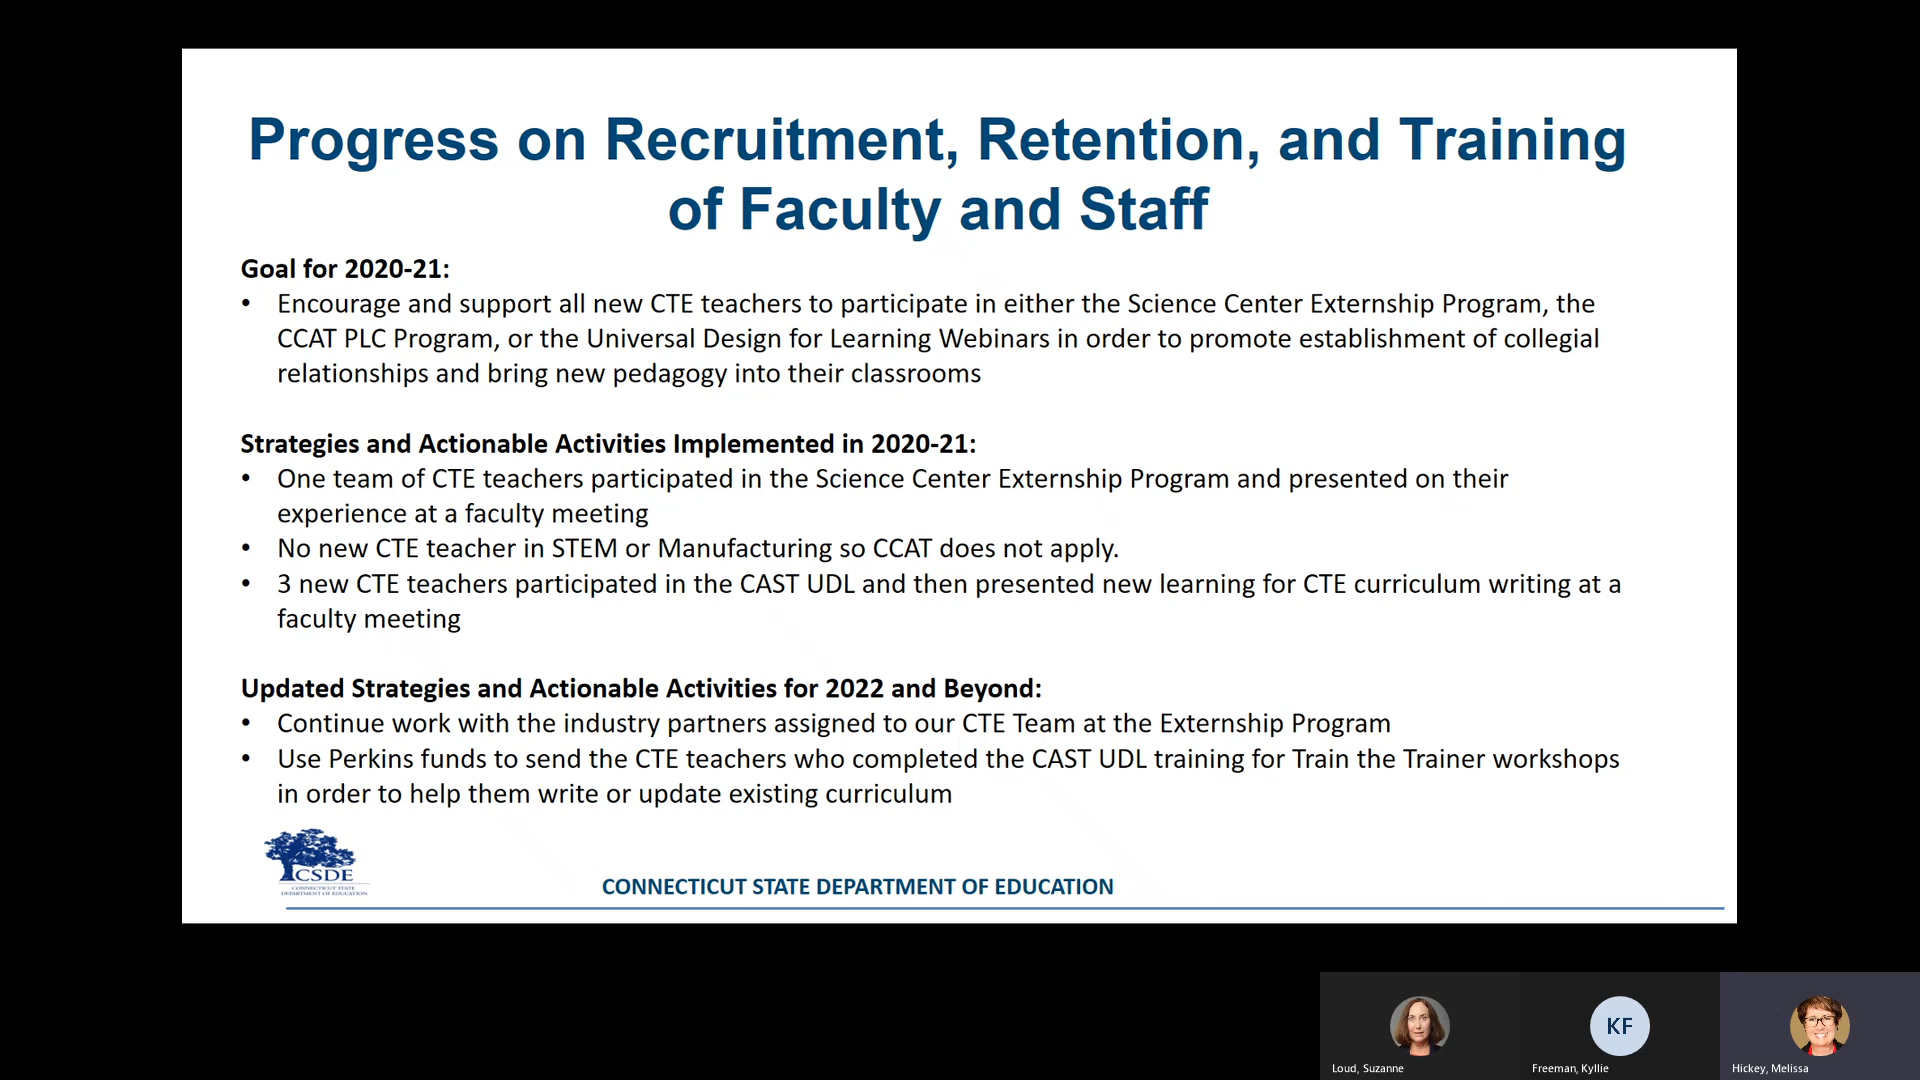 Progress on Recruitment, Retention, and Training
of Faculty and Staff
Goal for 2020-21:
• Encourage and support all new CTE teachers to participate in either the Science Center Externship Program, the
CCAT PLC Program, or the Universal Design for Learning Webinars in order to promote establishment of collegial
relationships and bring new pedagogy into their classrooms
Strategies and Actionable Activities Implemented in 2020-21:
• One team of CTE teachers participated in the Science Center Externship Program and presented on their
experience at a faculty meeting
• No new CTE teacher in STEM or Manufacturing so CCAT does not apply.
• 3 new CTE teachers participated in the CAST UDL and then presented new learning for CTE curriculum writing at a
faculty meeting
Updated Strategies and Actionable Activities for 2022 and Beyond:
• Continue work with the industry partners assigned to our CTE Team at the Externship Program
• Use Perkins funds to send the CTE teachers who completed the CAST UDL training for Train the Trainer workshops
in order to help them write or update existing curriculum
CSDE
CONNECTICUT STATE
DEPARTMENT OF EDUCATION
CONNECTICUT STATE DEPARTMENT OF EDUCATION
KF
Loud, Suzanne
Freeman, Kyllie
Hickey, Melissa